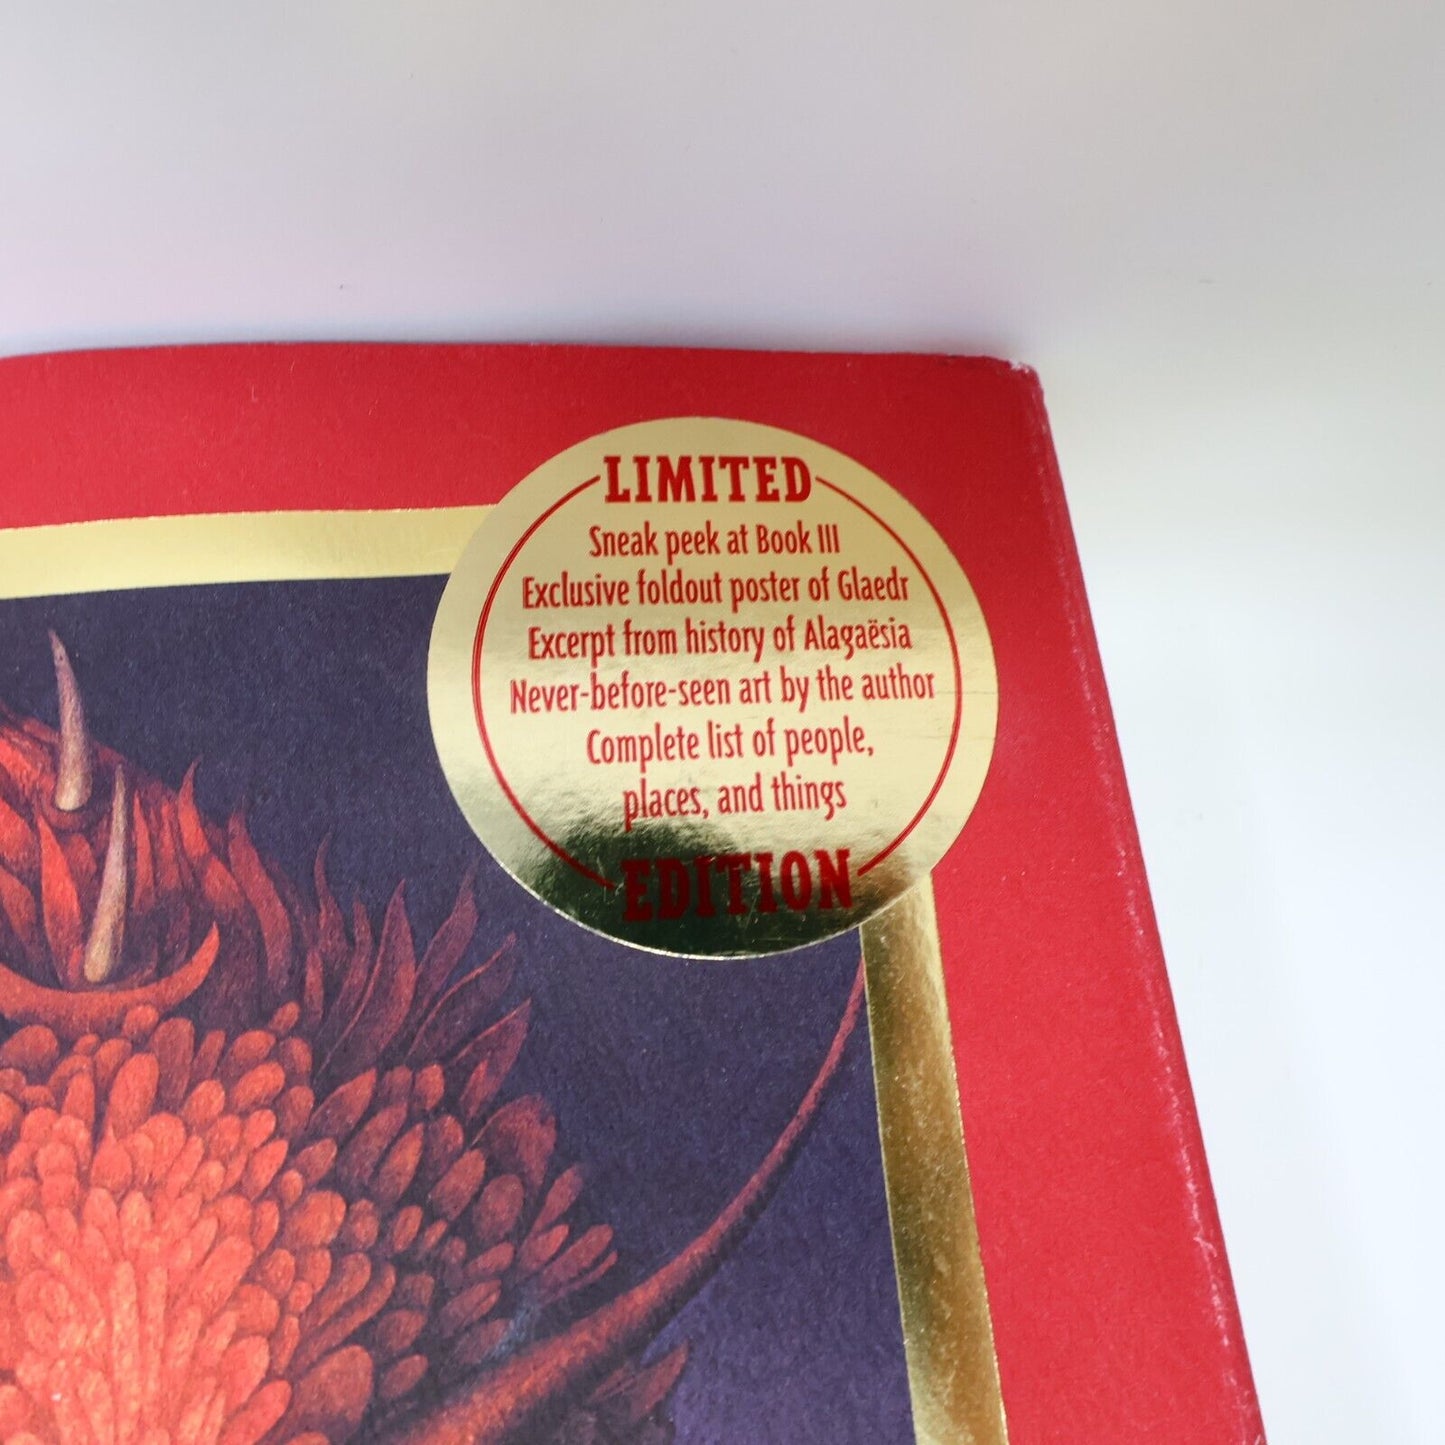 LIMITED
Sneak peek at Book III
Exclusive foldout poster of Glaedr
Excerpt from history of Alagaësia
Never-before-seen art by the author
Complete list of people,
places, and things
EDITION